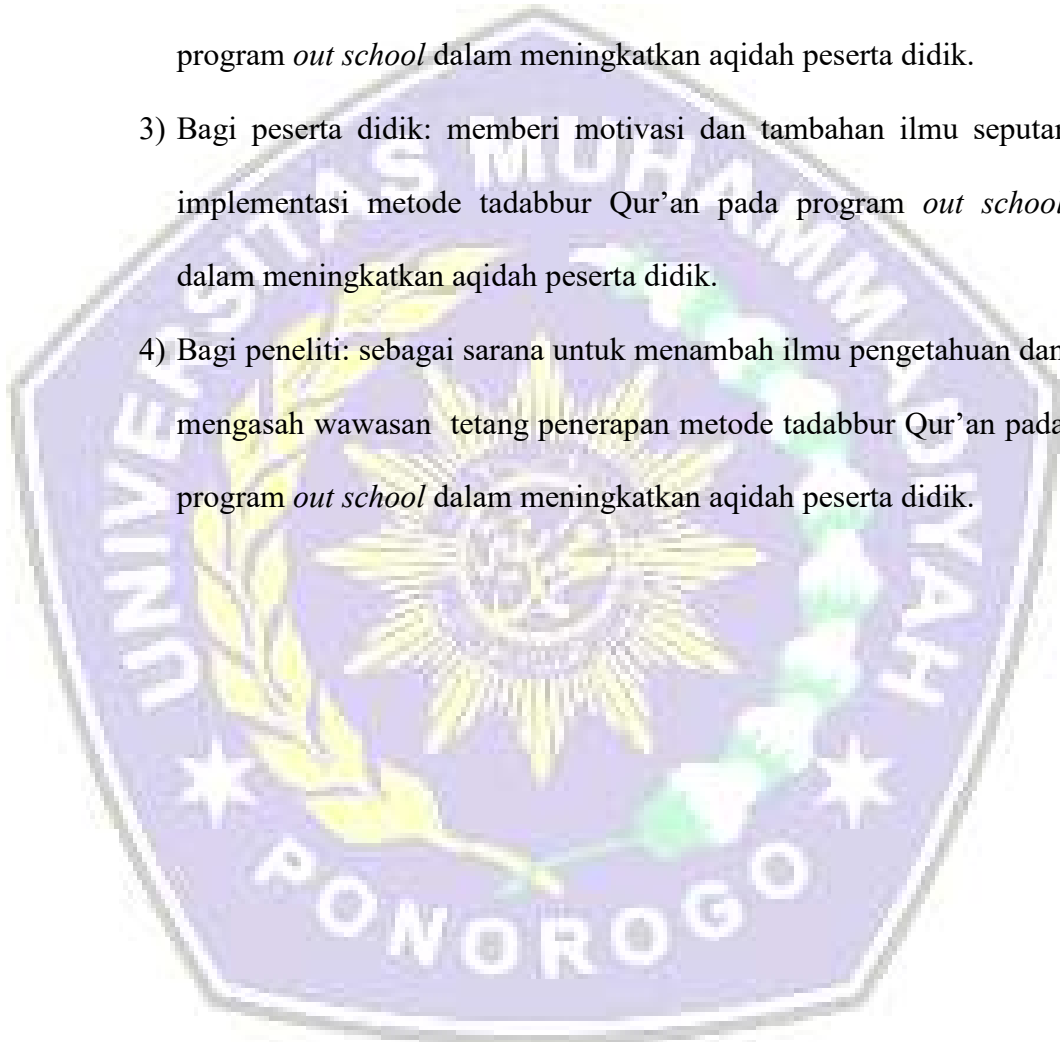 program out school dalam meningkatkan aqidah peserta didik.
3) Bagi peserta didik: memberi motivasi dan tambahan ilmu seputar
implementasi metode tadabbur Qur’an pada program out school
dalam meningkatkan aqidah peserta didik.
4) Bagi peneliti: sebagai sarana untuk menambah ilmu pengetahuan dan
mengasah wawasan tetang penerapan metode tadabbur Qur’an pada
program out school dalam meningkatkan aqidah peserta didik.
UNIVERSITAS MUHAMMADIYAH
PONOROGO